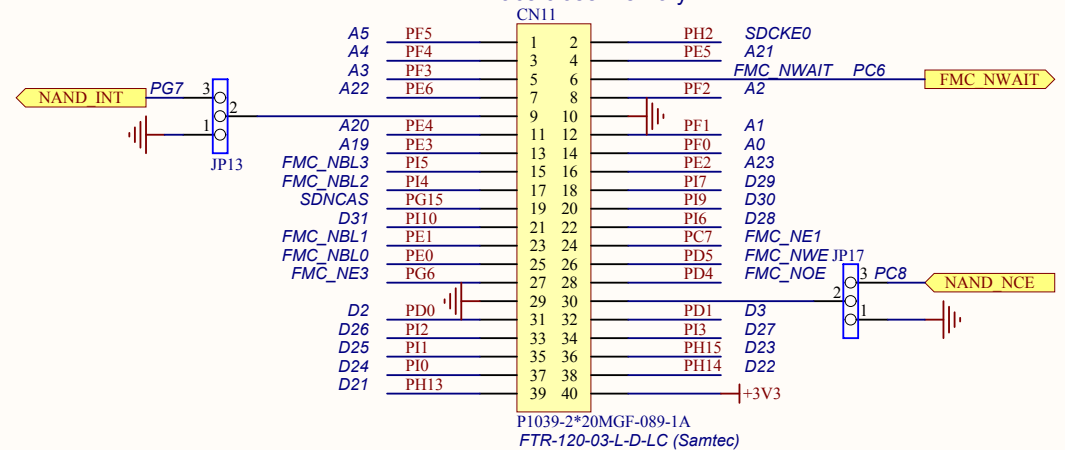 CN11
A5 PF5 1 2 PH2 SDCKE0
A4 PF4 3 4 PE5 A21
A3 PF3 5 6 FMC_NWAIT PC6 FMC_NWAIT
NAND_INT PG7 3 A22 PE6 7 8 PF2 A2
2 9 10
1 A20 PE4 11 12 PF1 A1
A19 PE3 13 14 PF0 A0
JP13 FMC_NBL3 PI5 15 16 PE2 A23
FMC_NBL2 PI4 17 18 PI7 D29
SDNCAS PG15 19 20 PI9 D30
D31 PI10 21 22 PI6 D28
FMC_NBL1 PE1 23 24 PC7 FMC_NE1
FMC_NBL0 PE0 25 26 PD5 FMC_NWE JP17
FMC_NE3 PG6 27 28 PD4 FMC_NOE 3 PC8 NAND_NCE
29 30 2
D2 PD0 31 32 PD1 D3 1
D26 PI2 33 34 PI3 D27
D25 PI1 35 36 PH15 D23
D24 PI0 37 38 PH14 D22
D21 PH13 39 40 +3V3
P1039-2*20MGF-089-1A
FTR-120-03-L-D-LC (Samtec)